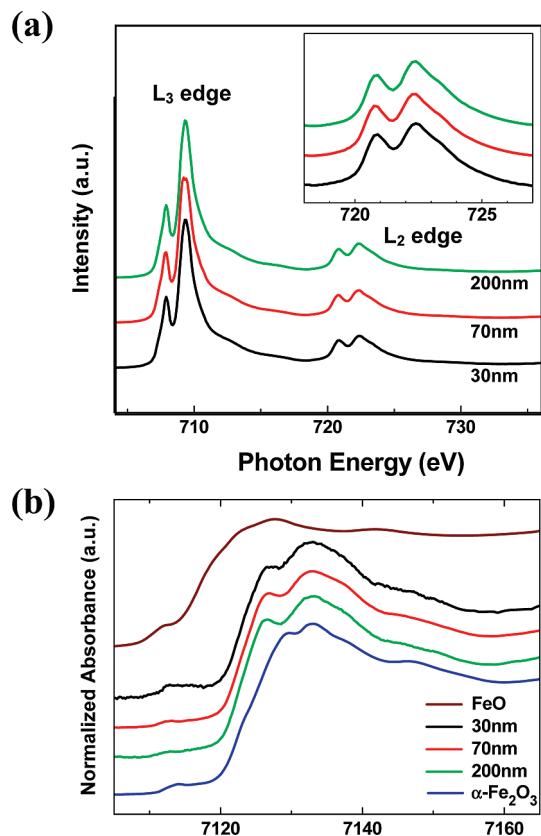 (a)
L₃ edge
Intensity (a.u.)
720 725
L₂ edge
200nm
70nm
30nm
710 720 730
Photon Energy (eV)
(b)
Normalized Absorbance (a.u.)
FeO
30nm
70nm
200nm
α-Fe₂O₃
7120 7140 7160